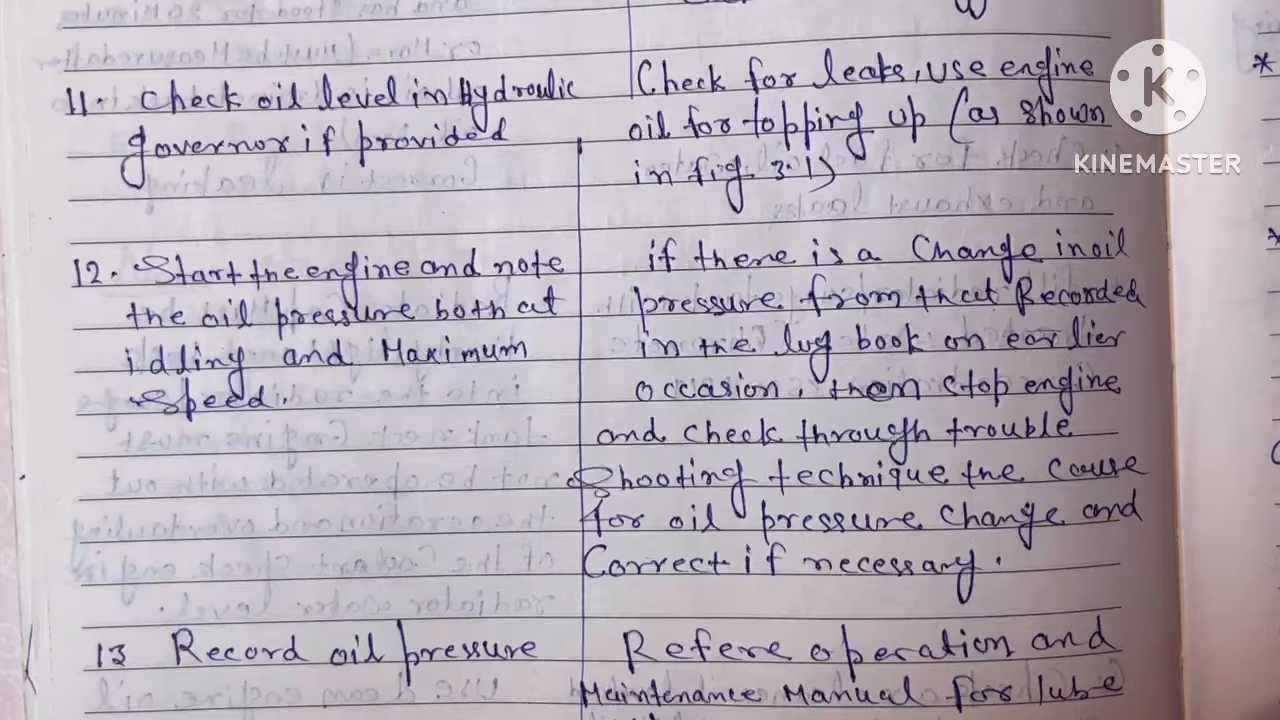 11. Check oil level in Hydroulic
governor if provided
Check for leaks, use engine
oil for topping up (as shown
in fig. 3.1)
12. Start the engine and note
the oil pressure both at
idding and Maximum
Speed.
if there is a Change in oil
pressure from that Recorded
in the log book on earlier
occasion, them stop engine
and check through trouble
Shooting technique the cause
for oil pressure change and
Correct if necessary.
13 Record oil pressure
Refere operation and
Maintenance Manual for lube
K
KINEMASTER
*
*